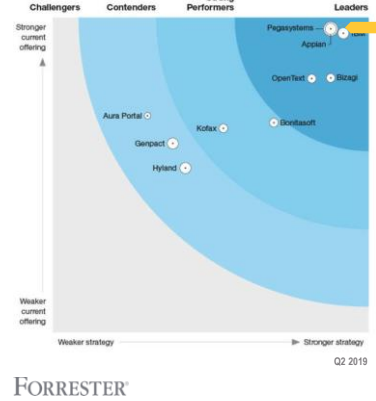 Challengers Contenders Performers Leaders
Stronger
current
offering
Pegasystems
Appian
OpenText
Bizagi
Aura Portal
Kofax
Bonitasoft
Genpact
Hyland
Weaker
current
offering
Weaker strategy
Stronger strategy
Q2 2019
FORRESTER®